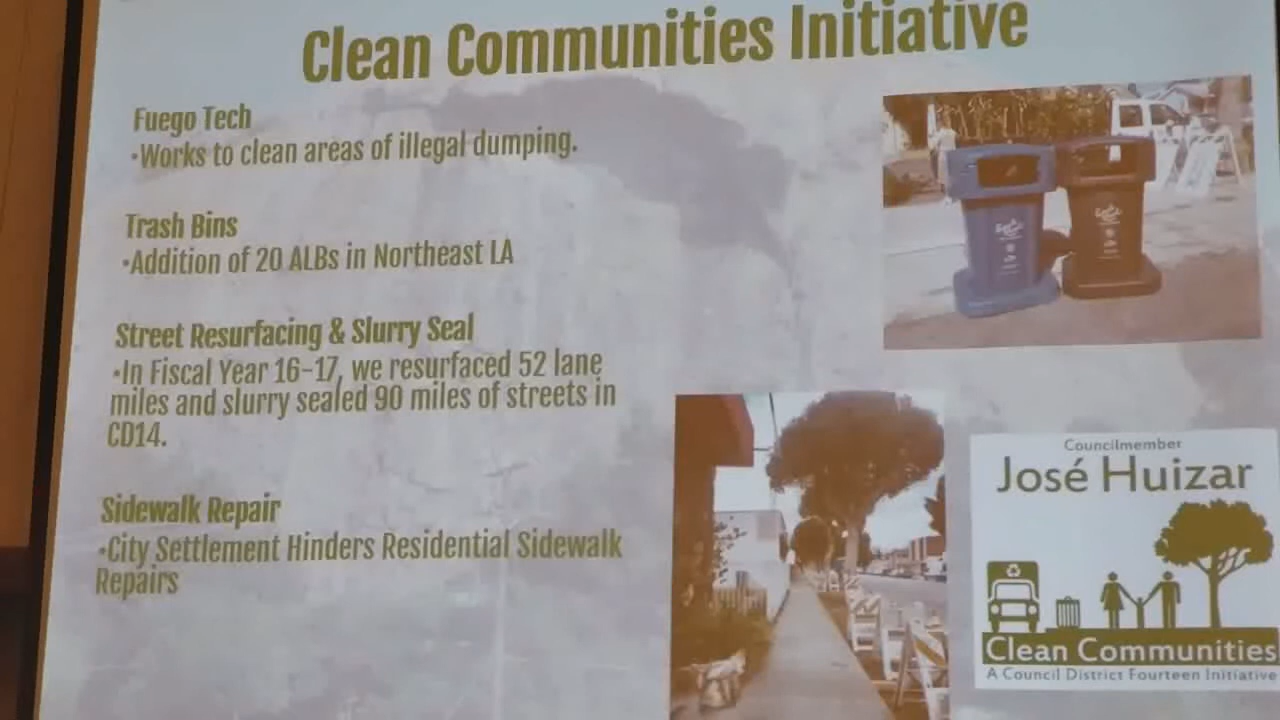 Clean Communities Initiative
Fuego Tech
•Works to clean areas of illegal dumping.
Trash Bins
•Addition of 20 ALBs in Northeast LA
Street Resurfacing & Slurry Seal
•In Fiscal Year 16-17, we resurfaced 52 lane
miles and slurry sealed 90 miles of streets in
CD14.
Sidewalk Repair
•City Settlement Hinders Residential Sidewalk
Repairs
Councilmember
José Huizar
Clean Communities
A Council District Fourteen Initiative